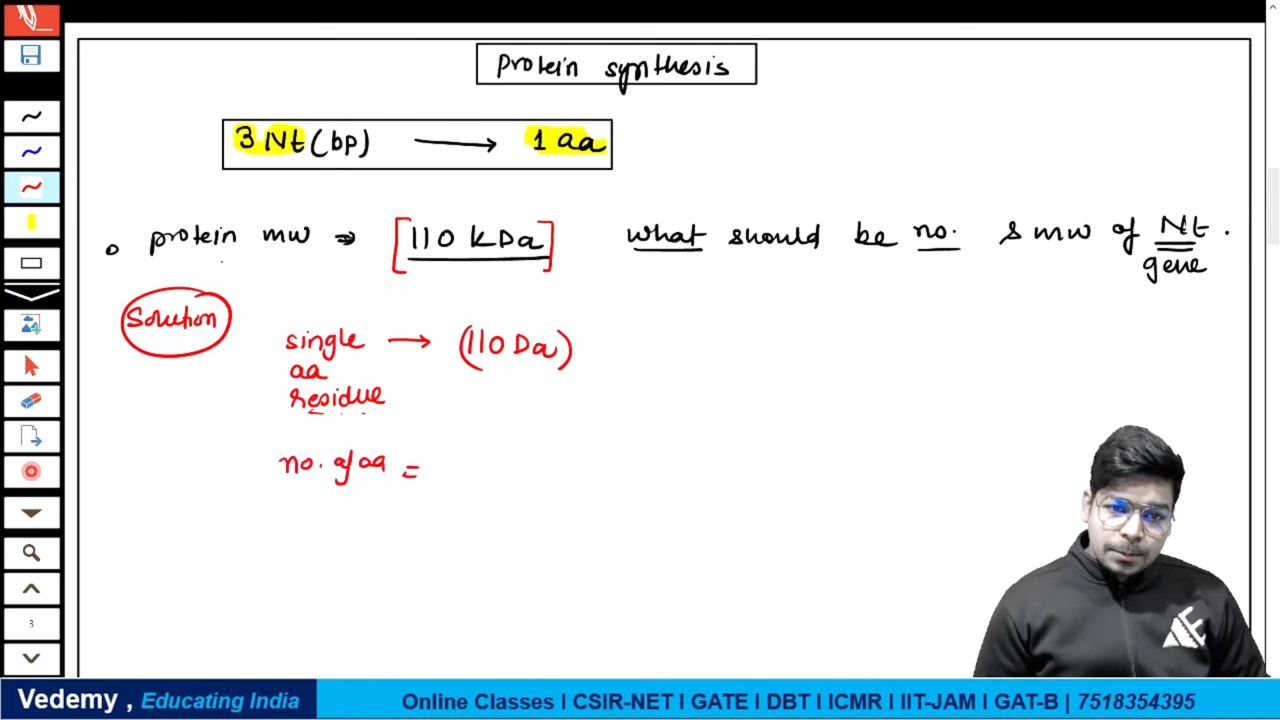 Protein synthesis
3 Nt (bp) → 1 aa
protein mw → [110 KDa] what should be no. & mw of Nt.
gene
Solution
single → (110 Da)
aa
residue
no. of aa =
3
Vedemy , Educating India
Online Classes I CSIR-NET I GATE I DBT I ICMR I IIT-JAM I GAT-B I 7518354395